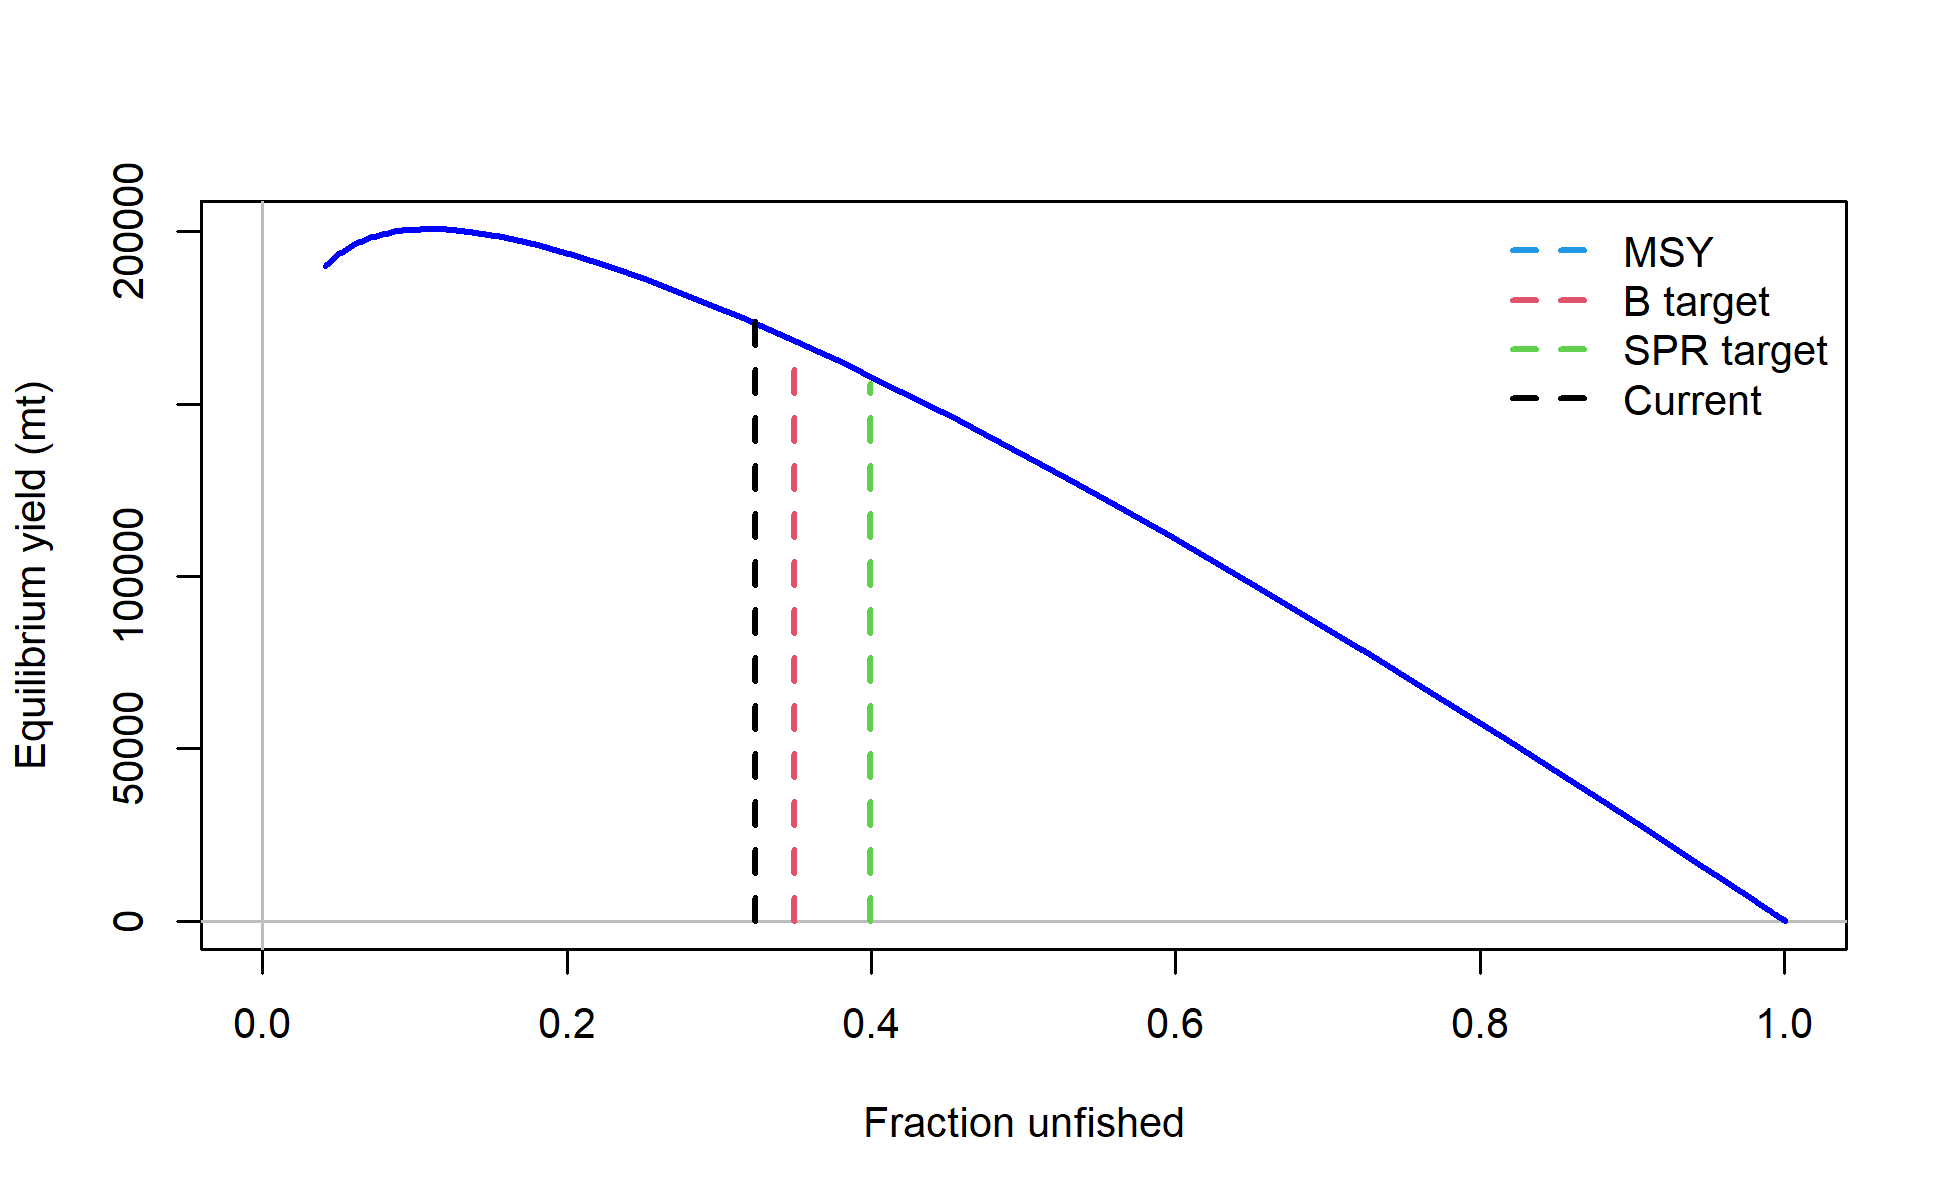 MSY
B target
SPR target
Current
Equilibrium yield (mt)
200000
100000
50000
0
0.0 0.2 0.4 0.6 0.8 1.0
Fraction unfished